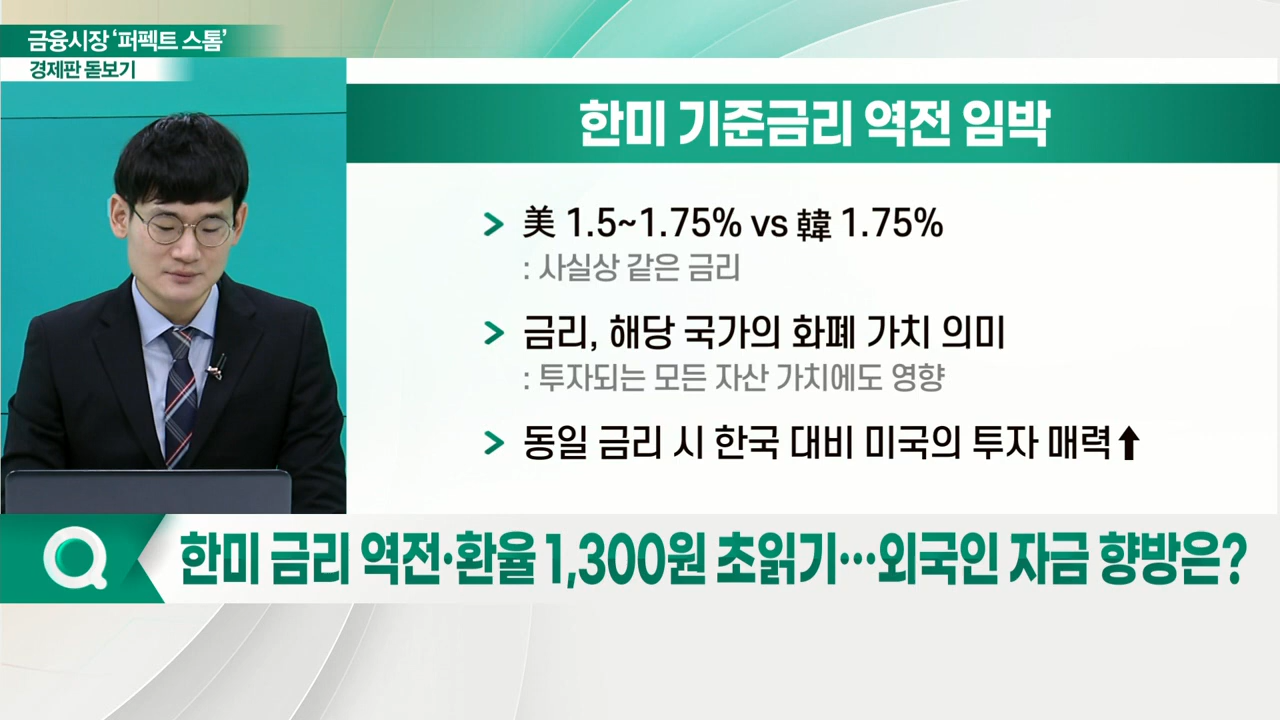 금융시장 ‘퍼펙트 스톰’
경제판 돋보기
한미 기준금리 역전 임박
美 1.5~1.75% vs 韓 1.75%
: 사실상 같은 금리
금리, 해당 국가의 화폐 가치 의미
: 투자되는 모든 자산 가치에도 영향
동일 금리 시 한국 대비 미국의 투자 매력⬆
한미 금리 역전·환율 1,300원 초읽기…외국인 자금 향방은?